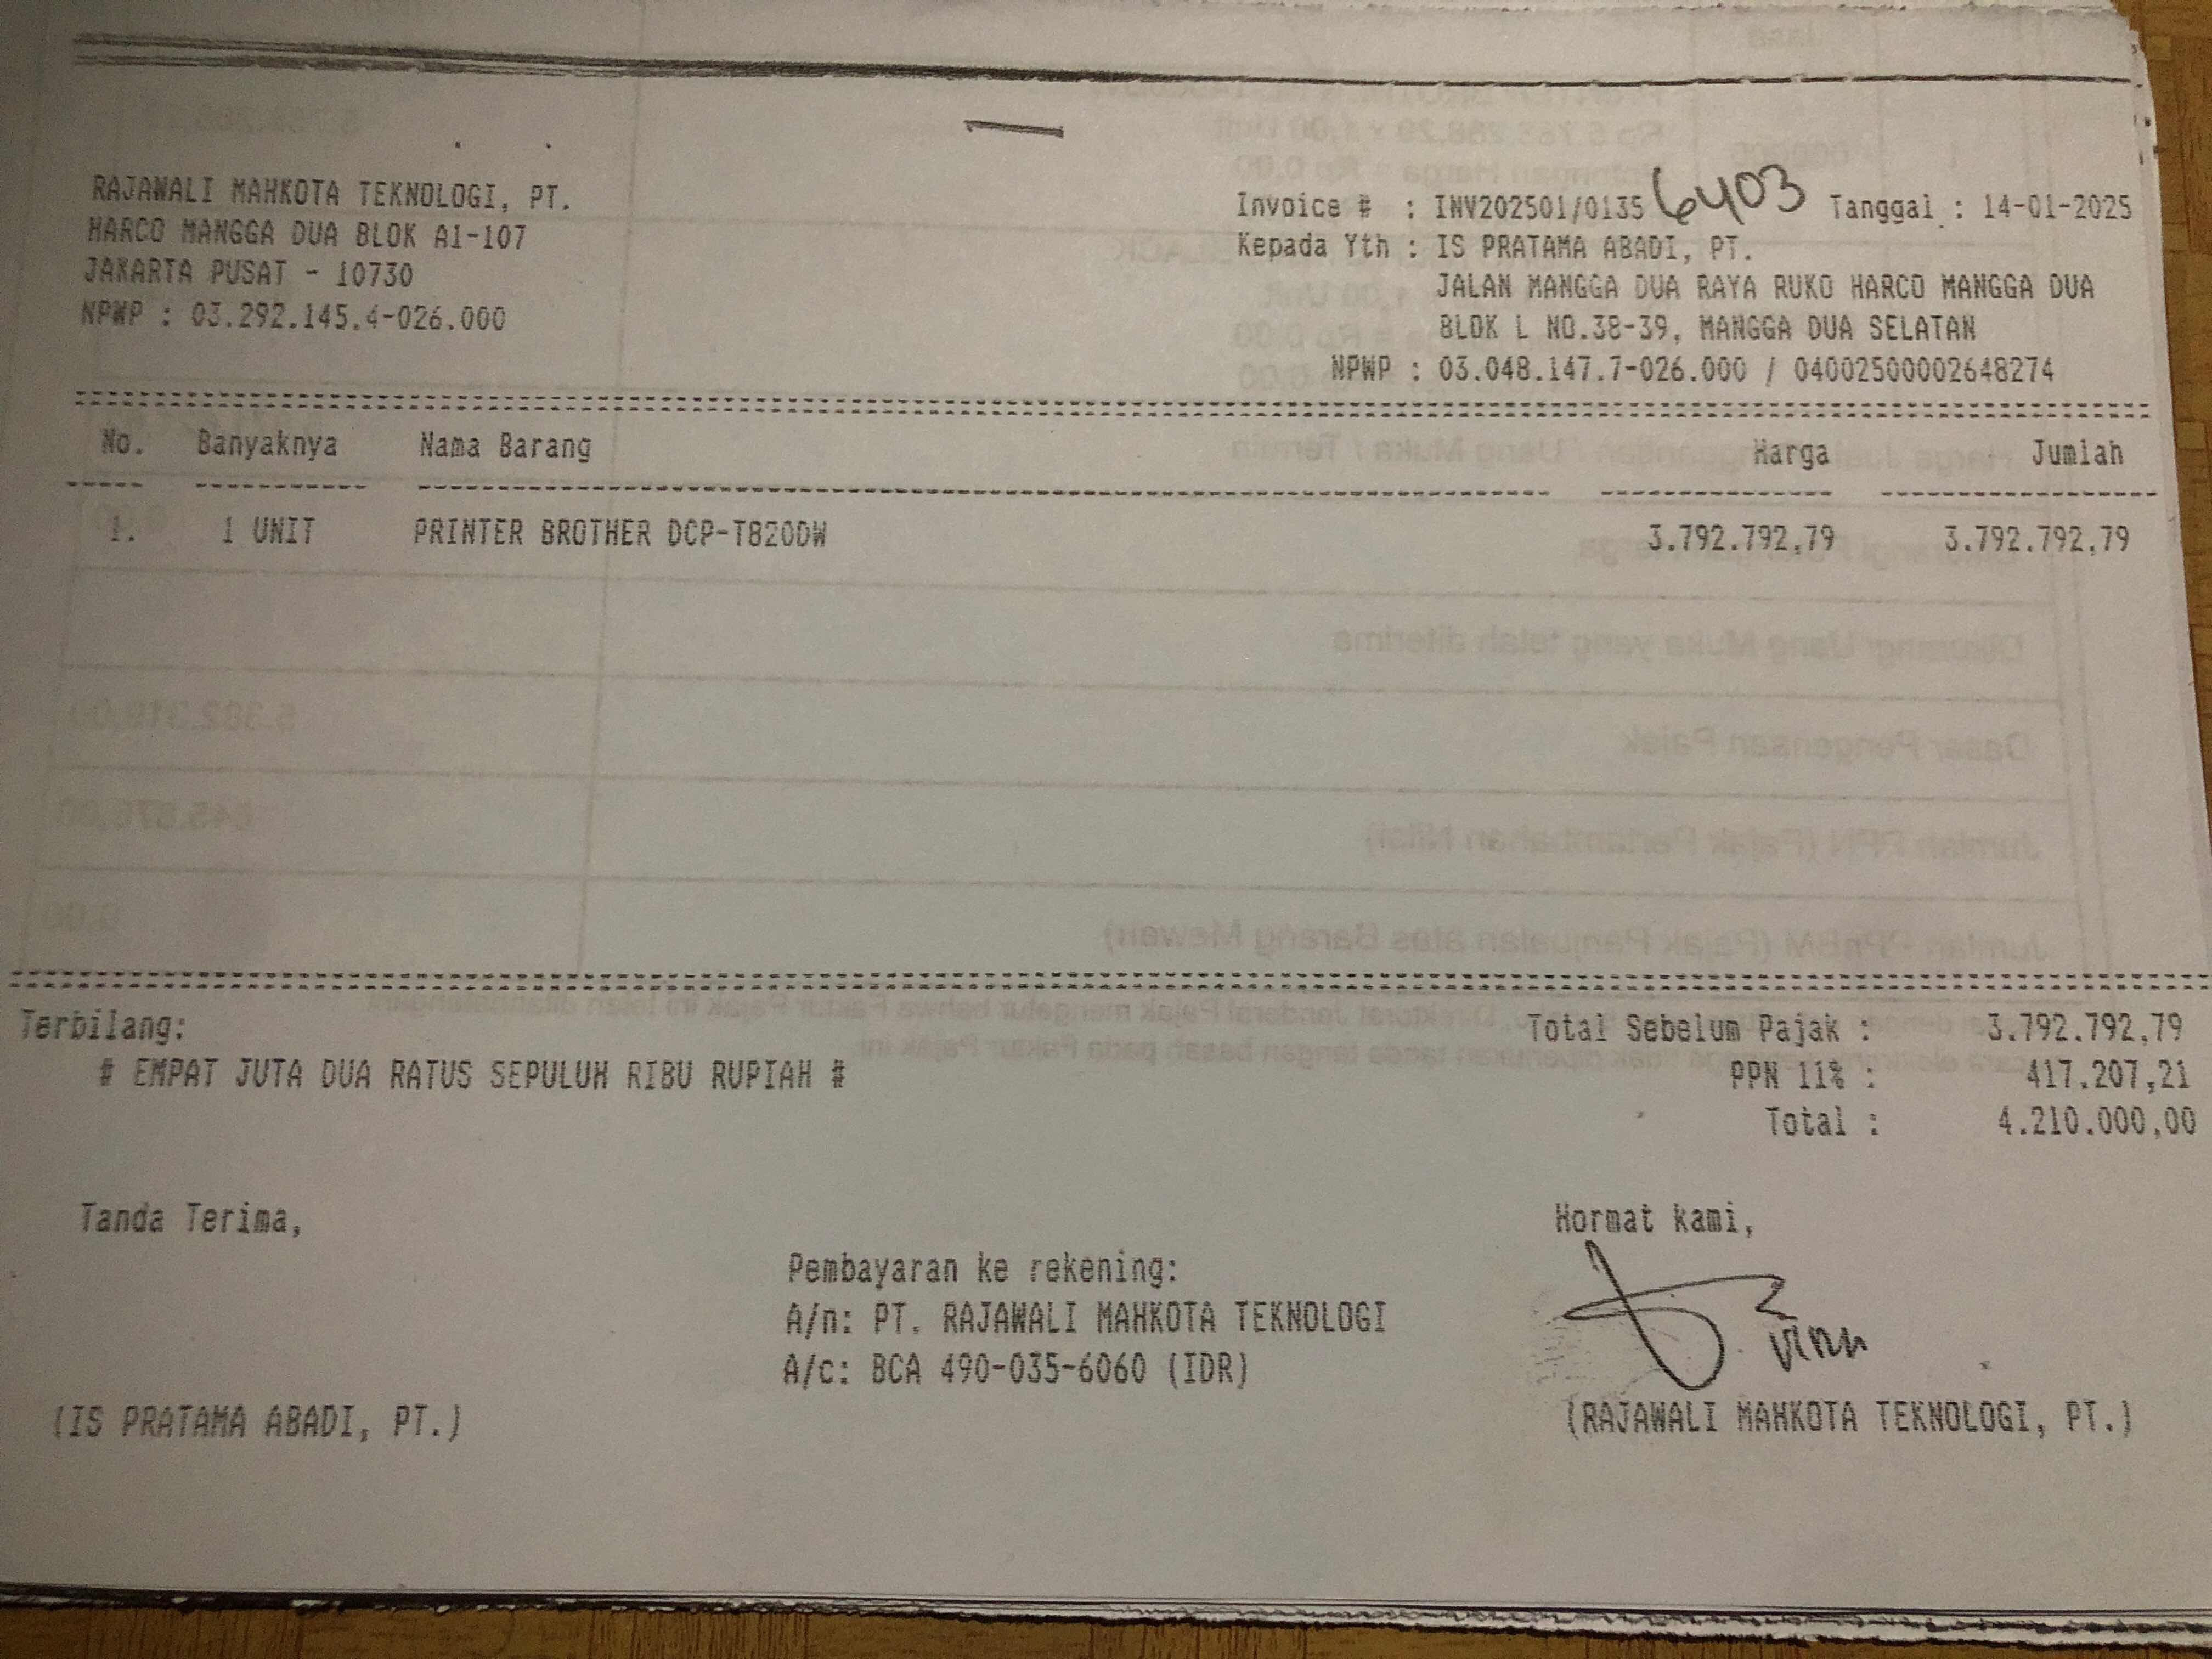 RAJAWALI MAHKOTA TEKNOLOGI, PT.
HARCO MANGGA DUA BLOK A1-107
JAKARTA PUSAT - 10730
NPWP : 03.292.145.4-026.000
Invoice # : INV202501/0135 6403 Tanggal : 14-01-2025
Kepada Yth : IS PRATAMA ABADI, PT.
JALAN MANGGA DUA RAYA RUKO HARCO MANGGA DUA
BLOK L NO.38-39, MANGGA DUA SELATAN
NPWP : 03.048.147.7-026.000 / 04002500002648274
No. Banyaknya Nama Barang Harga Jumlah
1. 1 UNIT PRINTER BROTHER DCP-T820DW 3.792.792,79 3.792.792,79
Terbilang:
# EMPAT JUTA DUA RATUS SEPULUH RIBU RUPIAH #
Total Sebelum Pajak : 3.792.792,79
PPN 11% : 417.207,21
Total : 4.210.000,00
Tanda Terima,
Hormat kami,
Pembayaran ke rekening:
A/n: PT. RAJAWALI MAHKOTA TEKNOLOGI
A/c: BCA 490-035-6060 (IDR)
(IS PRATAMA ABADI, PT.)
(RAJAWALI MAHKOTA TEKNOLOGI, PT.)